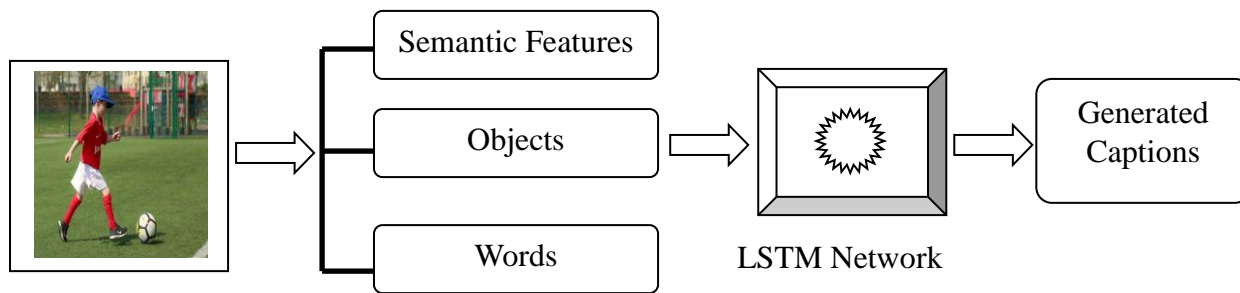 Semantic Features
Objects
Words
LSTM Network
Generated
Captions